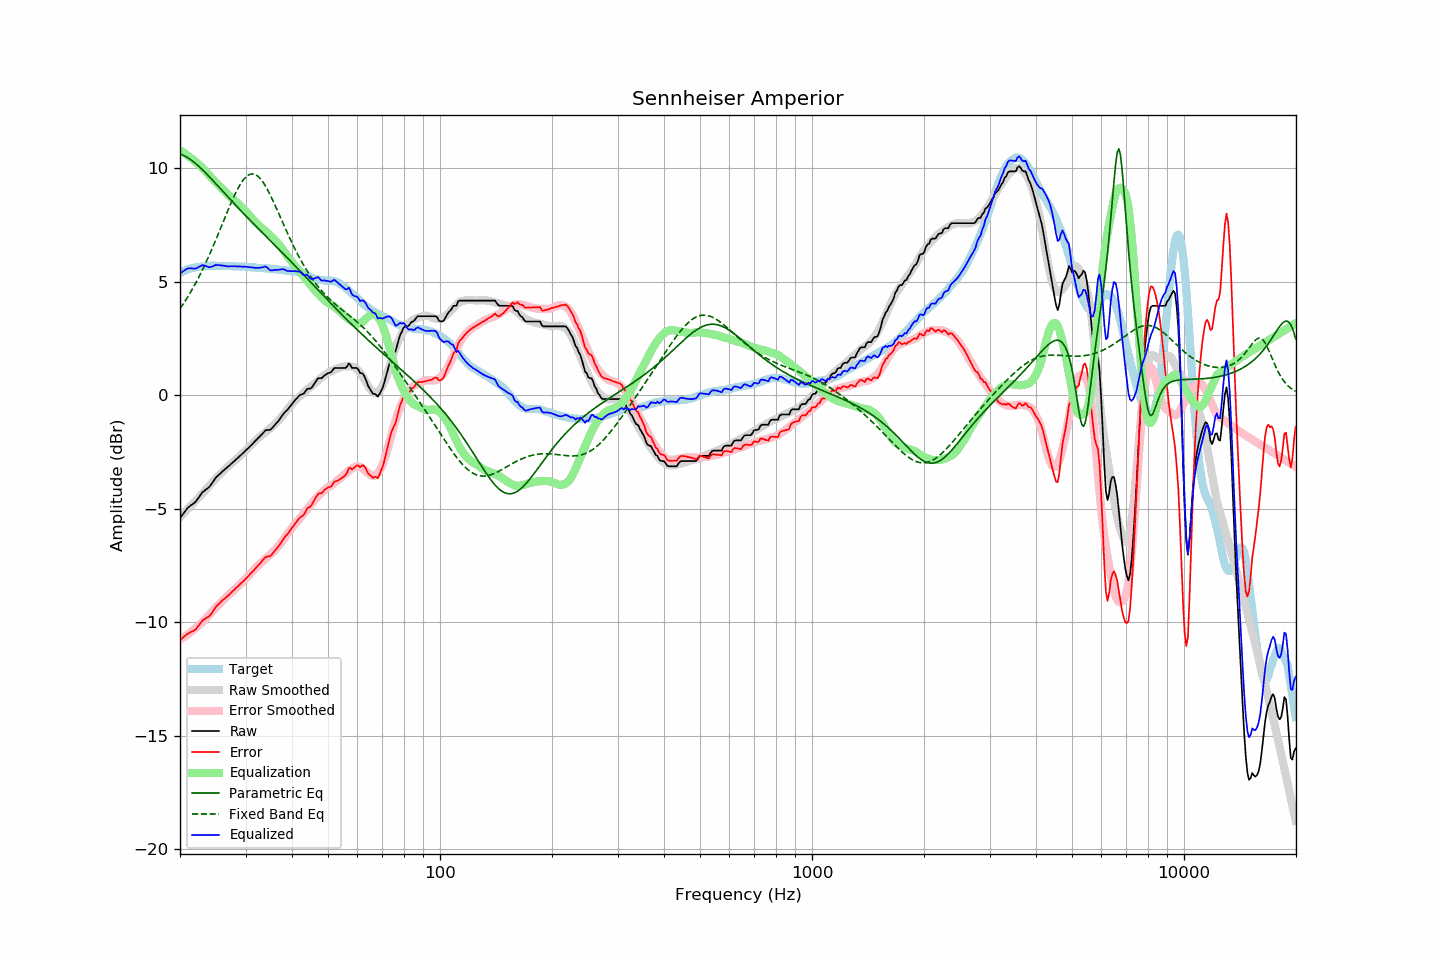 Sennheiser Amperior
10
5
0
−5
−10
−15
−20
Amplitude (dBr)
Target
Raw Smoothed
Error Smoothed
Raw
Error
Equalization
Parametric Eq
Fixed Band Eq
Equalized
100
1000
10000
Frequency (Hz)